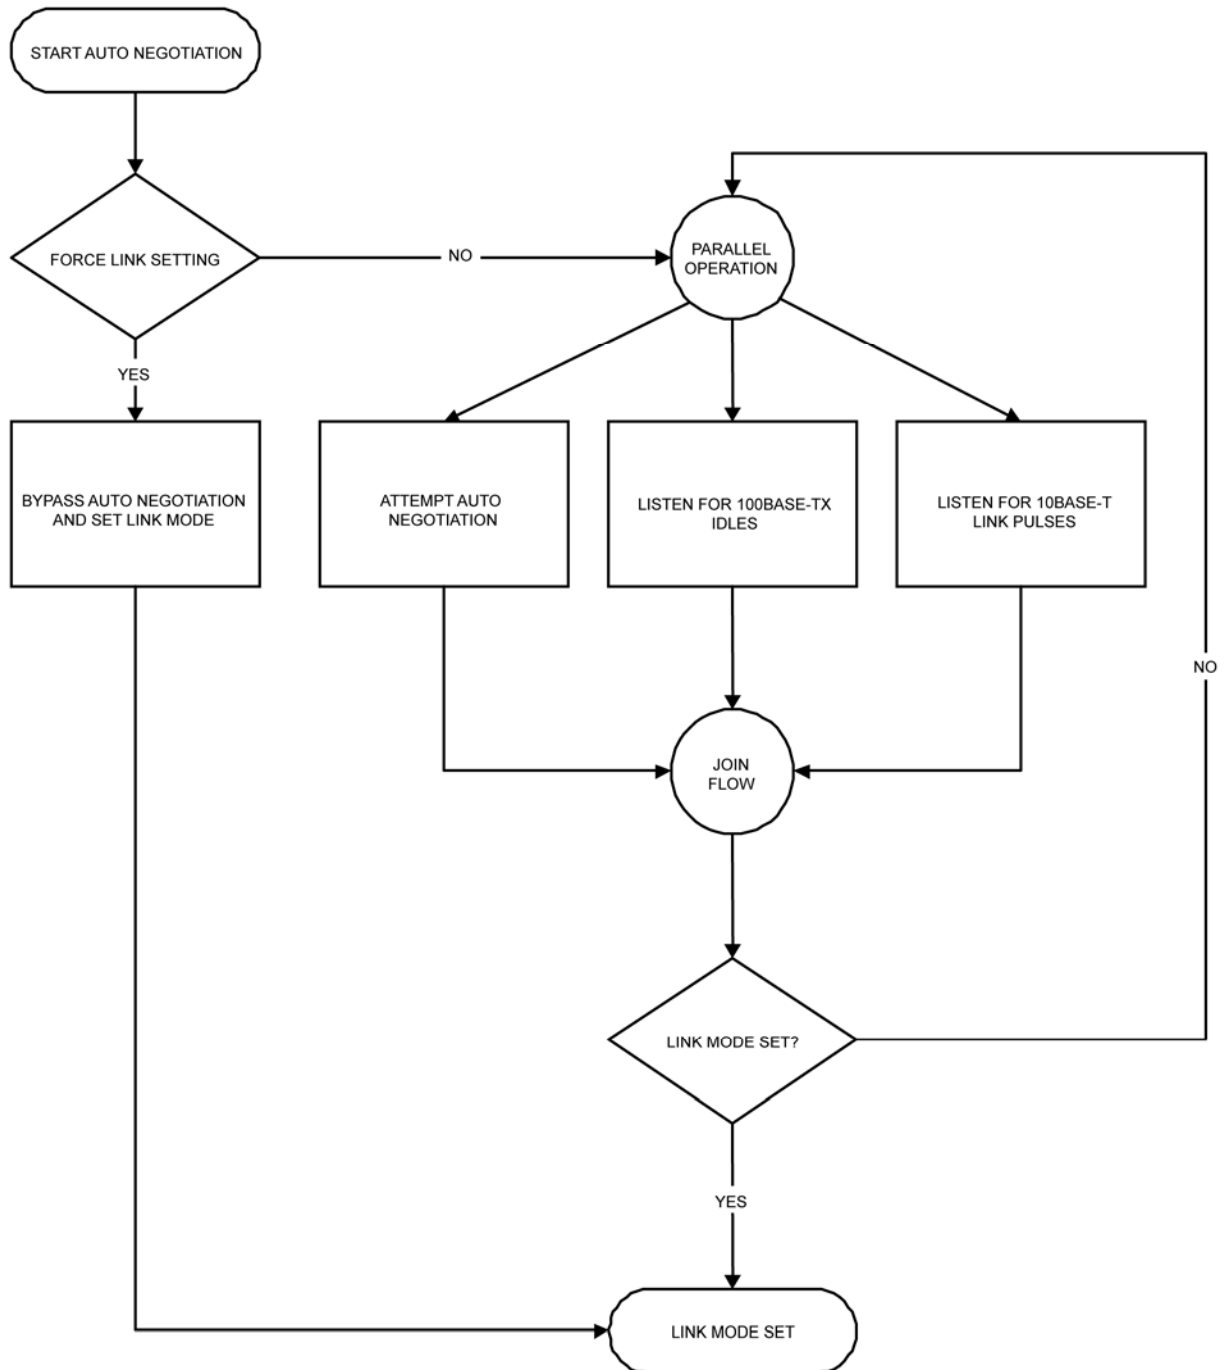 START AUTO NEGOTIATION
FORCE LINK SETTING
NO
PARALLEL
OPERATION
YES
BYPASS AUTO NEGOTIATION
AND SET LINK MODE
ATTEMPT AUTO
NEGOTIATION
LISTEN FOR 100BASE-TX
IDLES
LISTEN FOR 10BASE-T
LINK PULSES
NO
JOIN
FLOW
LINK MODE SET?
YES
LINK MODE SET